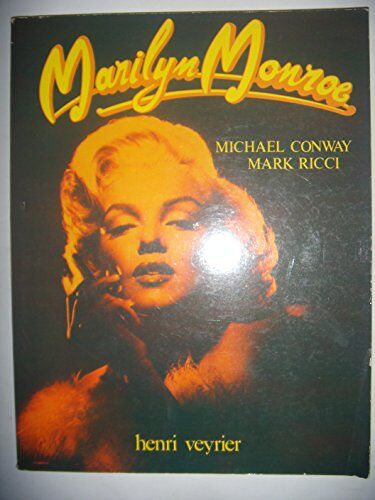 Marilyn Monroe
MICHAEL CONWAY
MARK RICCI
henri veyrier